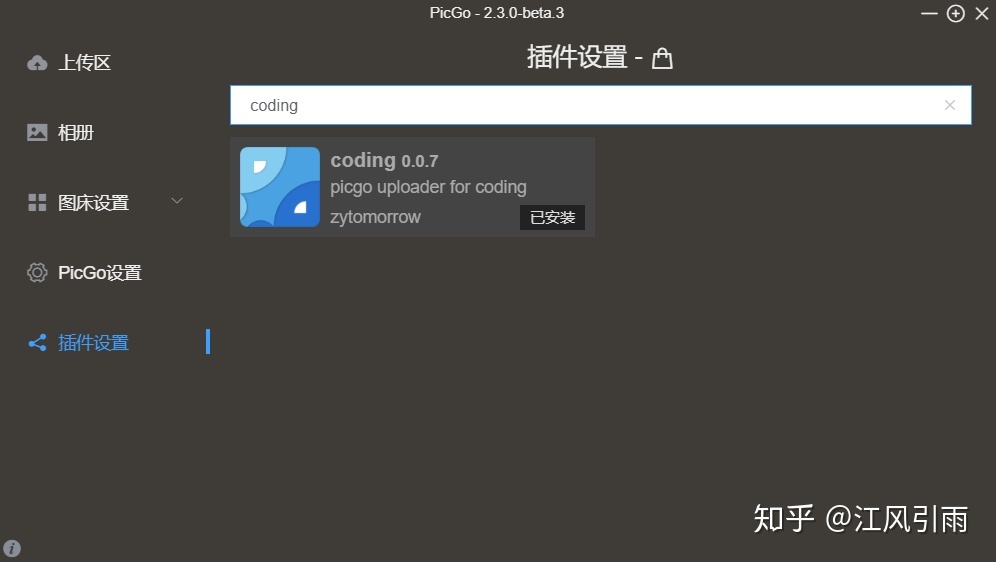 PicGo - 2.3.0-beta.3
上传区
相册
图床设置
PicGo设置
插件设置
插件设置 -
coding
coding 0.0.7
picgo uploader for coding
zytomorrow
已安装
知乎 @江风引雨